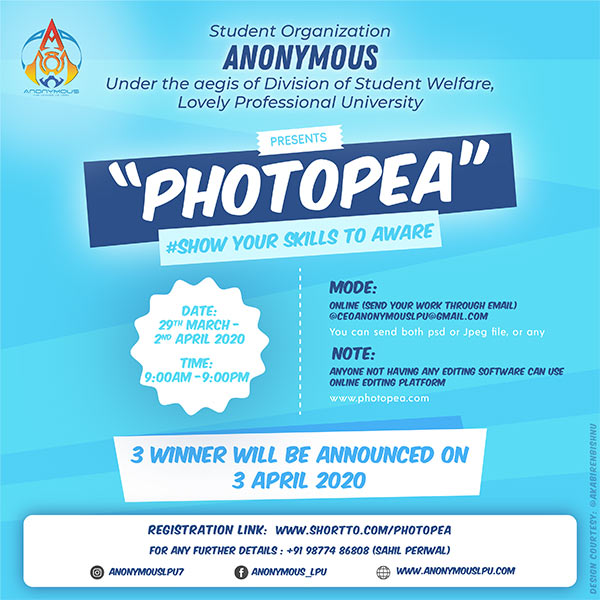 ANONYMOUS
Student Organization
ANONYMOUS
Under the aegis of Division of Student Welfare,
Lovely Professional University
PRESENTS
"PHOTOPEA"
#SHOW YOUR SKILLS TO AWARE
DATE:
29TH MARCH -
2ND APRIL 2020
TIME:
9:00AM -9:00PM
MODE:
ONLINE (SEND YOUR WORK THROUGH EMAIL)
@CEOANONYMOUSLPU@GMAIL.COM
You can send both psd or Jpeg file, or any
NOTE:
ANYONE NOT HAVING ANY EDITING SOFTWARE CAN USE
ONLINE EDITING PLATFORM
www.photopea.com
3 WINNER WILL BE ANNOUNCED ON
3 APRIL 2020
REGISTRATION LINK: WWW.SHORTTO.COM/PHOTOPEA
FOR ANY FURTHER DETAILS : +91 98774 86808 (SAHIL PERIWAL)
ANONYMOUSLPU7 ANONYMOUS_LPU WWW.ANONYMOUSLPU.COM
DESIGN COURTESY: @AKABIRENBISHNU